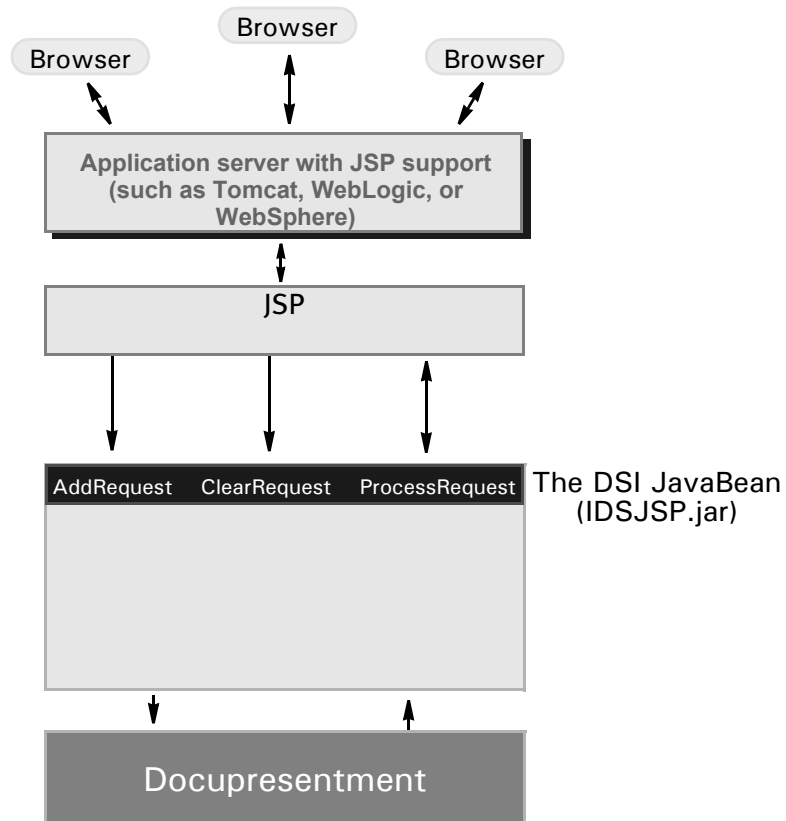 Browser
Browser
Browser
Application server with JSP support
(such as Tomcat, WebLogic, or
WebSphere)
JSP
AddRequest ClearRequest ProcessRequest
The DSI JavaBean
(IDSJSP.jar)
Docupresentment